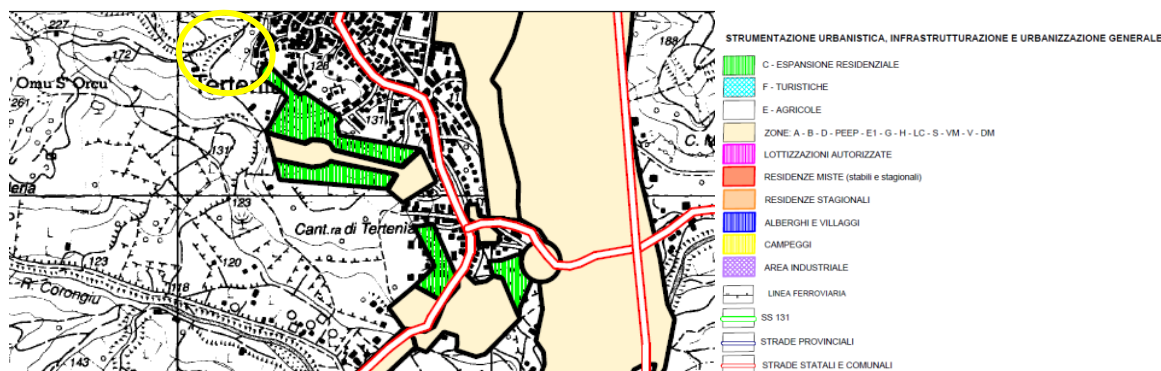 227
188
172
Omu S'Orcu
Terteni
126
261
131
131
C. M
123
Cant.ra di Tertenia
123
120
118
R. Corongiu
143
STRUMENTAZIONE URBANISTICA, INFRASTRUTTURAZIONE E URBANIZZAZIONE GENERALE
C - ESPANSIONE RESIDENZIALE
F - TURISTICHE
E - AGRICOLE
ZONE: A - B - D - PEEP - E1 - G - H - LC - S - VM - V - DM
LOTTIZZAZIONI AUTORIZZATE
RESIDENZE MISTE (stabili e stagionali)
RESIDENZE STAGIONALI
ALBERGHI E VILLAGGI
CAMPEGGI
AREA INDUSTRIALE
LINEA FERROVIARIA
SS 131
STRADE PROVINCIALI
STRADE STATALI E COMUNALI